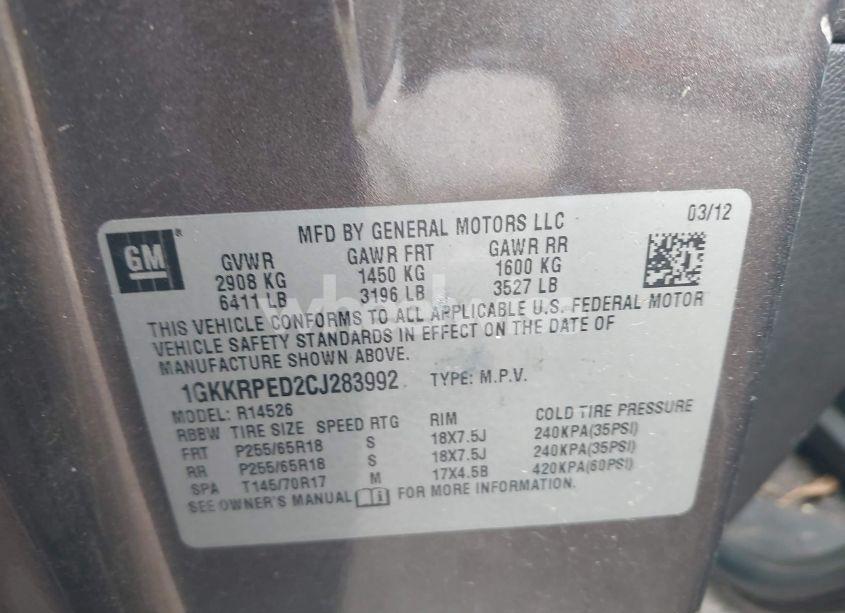 GM
MFD BY GENERAL MOTORS LLC
03/12
GVWR GAWR FRT GAWR RR
2908 KG 1450 KG 1600 KG
6411 LB 3196 LB 3527 LB
THIS VEHICLE CONFORMS TO ALL APPLICABLE U.S. FEDERAL MOTOR
VEHICLE SAFETY STANDARDS IN EFFECT ON THE DATE OF
MANUFACTURE SHOWN ABOVE.
1GKKRPED2CJ283992 TYPE: M.P.V.
MODEL: R14526
RBBW TIRE SIZE SPEED RTG RIM COLD TIRE PRESSURE
FRT P255/65R18 S 18X7.5J 240KPA(35PSI)
RR P255/65R18 S 18X7.5J 240KPA(35PSI)
SPA T145/70R17 M 17X4.5B 420KPA(60PSI)
SEE OWNER'S MANUAL FOR MORE INFORMATION.